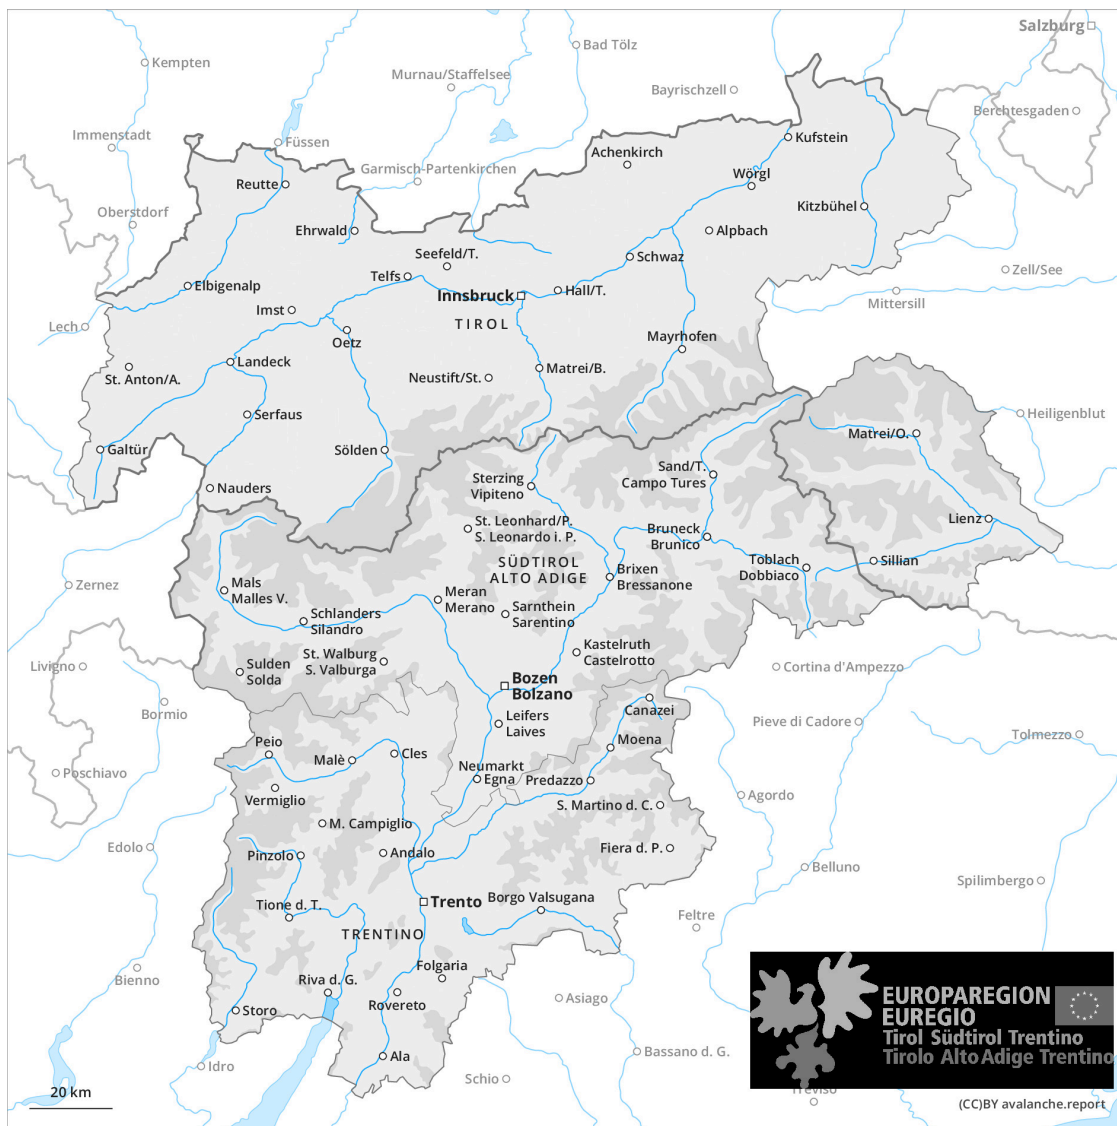 Salzburg
Bad Tölz
Kempten
Murnau/Staffelsee
Bayrischzell
Berchtesgaden
Immenstadt
Füssen
Kufstein
Achenkirch
Garmisch-Partenkirchen
Wörgl
Reutte
Oberstdorf
Kitzbühel
Ehrwald
Alpbach
Seefeld/T.
Schwaz
Zell/See
Telfs
Elbigenalp
Hall/T.
Innsbruck
Mittersill
Imst
TIROL
Lech
Oetz
Mayrhofen
Landeck
Matrei/B.
St. Anton/A.
Neustift/St.
Serfaus
Heiligenblut
Matrei/O.
Galtür
Sölden
Sand/T.
Campo Tures
Sterzing
Vipiteno
Nauders
Lienz
St. Leonhard/P.
S. Leonardo i. P.
Bruneck
Brunico
SÜDTIROL
ALTO ADIGE
Toblach
Dobbiaco
Sillian
Brixen
Bressanone
Zernez
Mals
Malles V.
Meran
Merano
Sarnthein
Sarentino
Schlanders
Silandro
Kastelruth
Castelrotto
St. Walburg
S. Valburga
Livigno
Sulden
Solda
Cortina d'Ampezzo
Bozen
Bolzano
Canazei
Bormio
Leifers
Laives
Pieve di Cadore
Tolmezzo
Moena
Peio
Cles
Malè
Neumarkt
Egna
Predazzo
Poschiavo
Vermiglio
Agordo
S. Martino d. C.
M. Campiglio
Edolo
Fiera d. P.
Pinzolo
Andalo
Belluno
Spilimbergo
Trento
Borgo Valsugana
Tione d. T.
Feltre
TRENTINO
Folgaria
Bienno
Riva d. G.
Rovereto
Asiago
Storo
EUROPAREGION
EUREGIO
Tirol Südtirol Trentino
Tirolo Alto Adige Trentino
Bassano d. G.
Ala
Idro
Schio
Treviso
20 km
(CC)BY avalanche.report